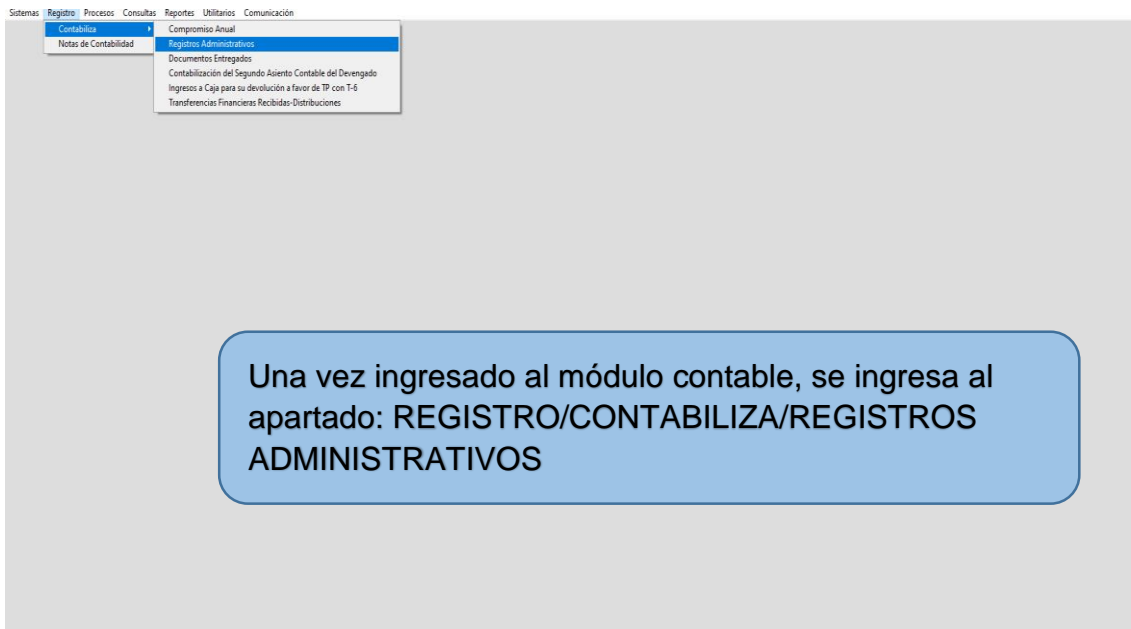 Sistemas Registro Procesos Consultas Reportes Utilitarios Comunicación
Contabiliza
Notas de Contabilidad
Compromiso Anual
Registros Administrativos
Documentos Entregados
Contabilización del Segundo Asiento Contable del Devengado
Ingresos a Caja para su devolución a favor de TP con T-6
Transferencias Financieras Recibidas-Distribuciones
Una vez ingresado al módulo contable, se ingresa al
apartado: REGISTRO/CONTABILIZA/REGISTROS
ADMINISTRATIVOS